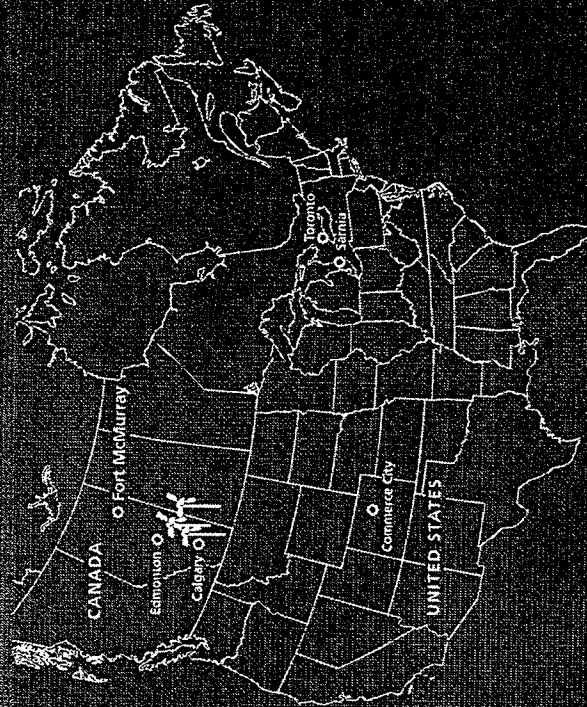 CANADA
Fort McMurray
Edmonton
Calgary
Toronto
Sarnia
Commerce City
UNITED STATES